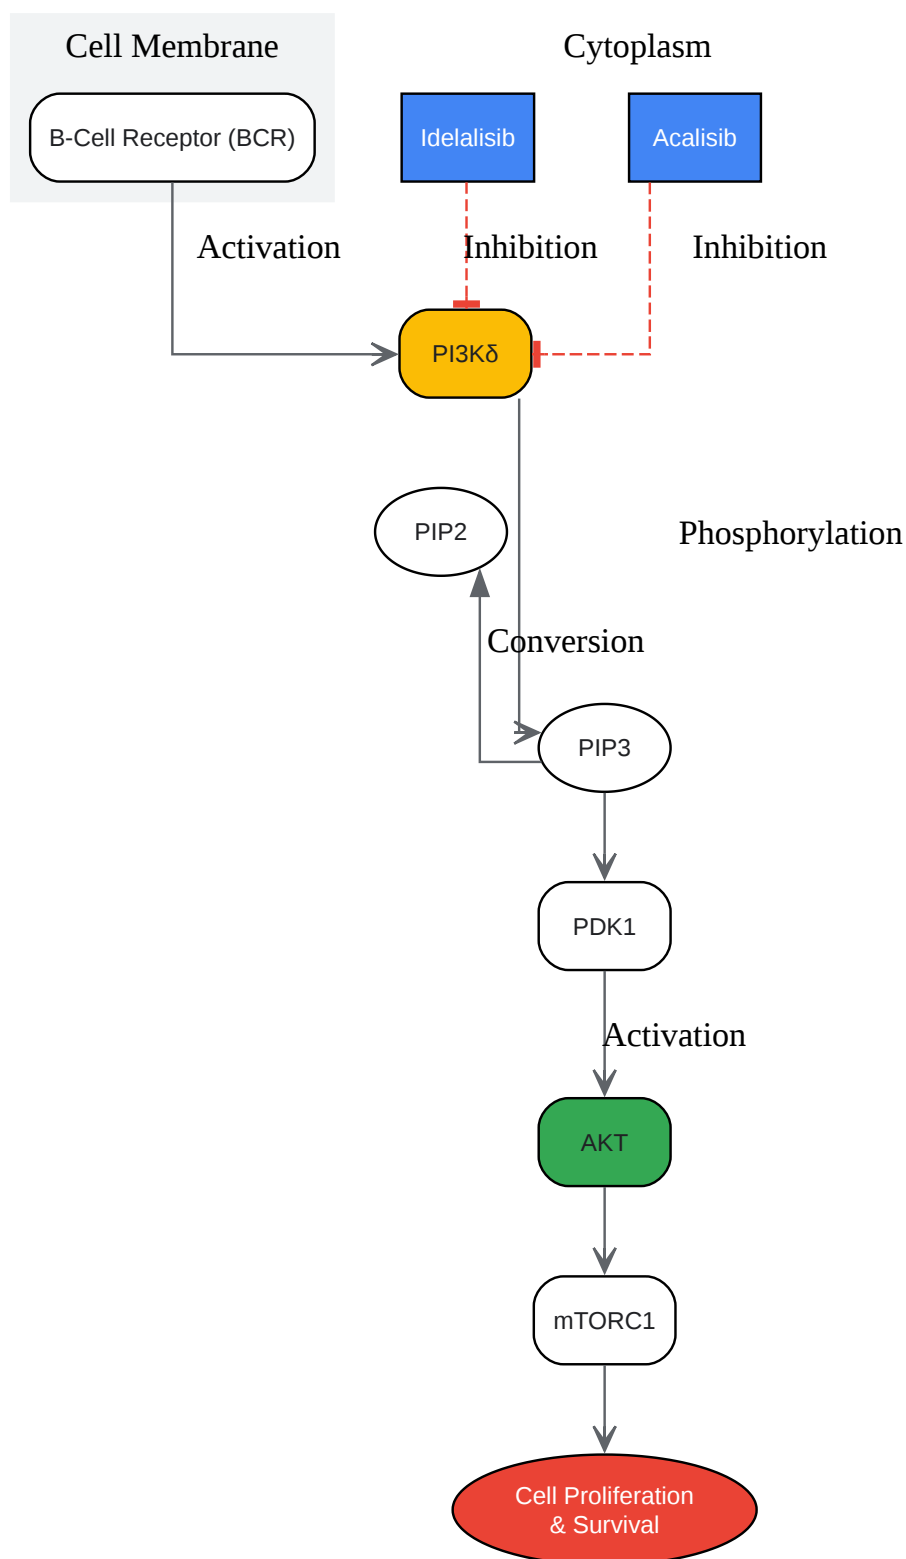 Cell Membrane
Cytoplasm
B-Cell Receptor (BCR)
Idelalisib
Acalisib
Activation
Inhibition
Inhibition
PI3Kδ
PIP2
Phosphorylation
Conversion
PIP3
PDK1
Activation
AKT
mTORC1
Cell Proliferation
& Survival